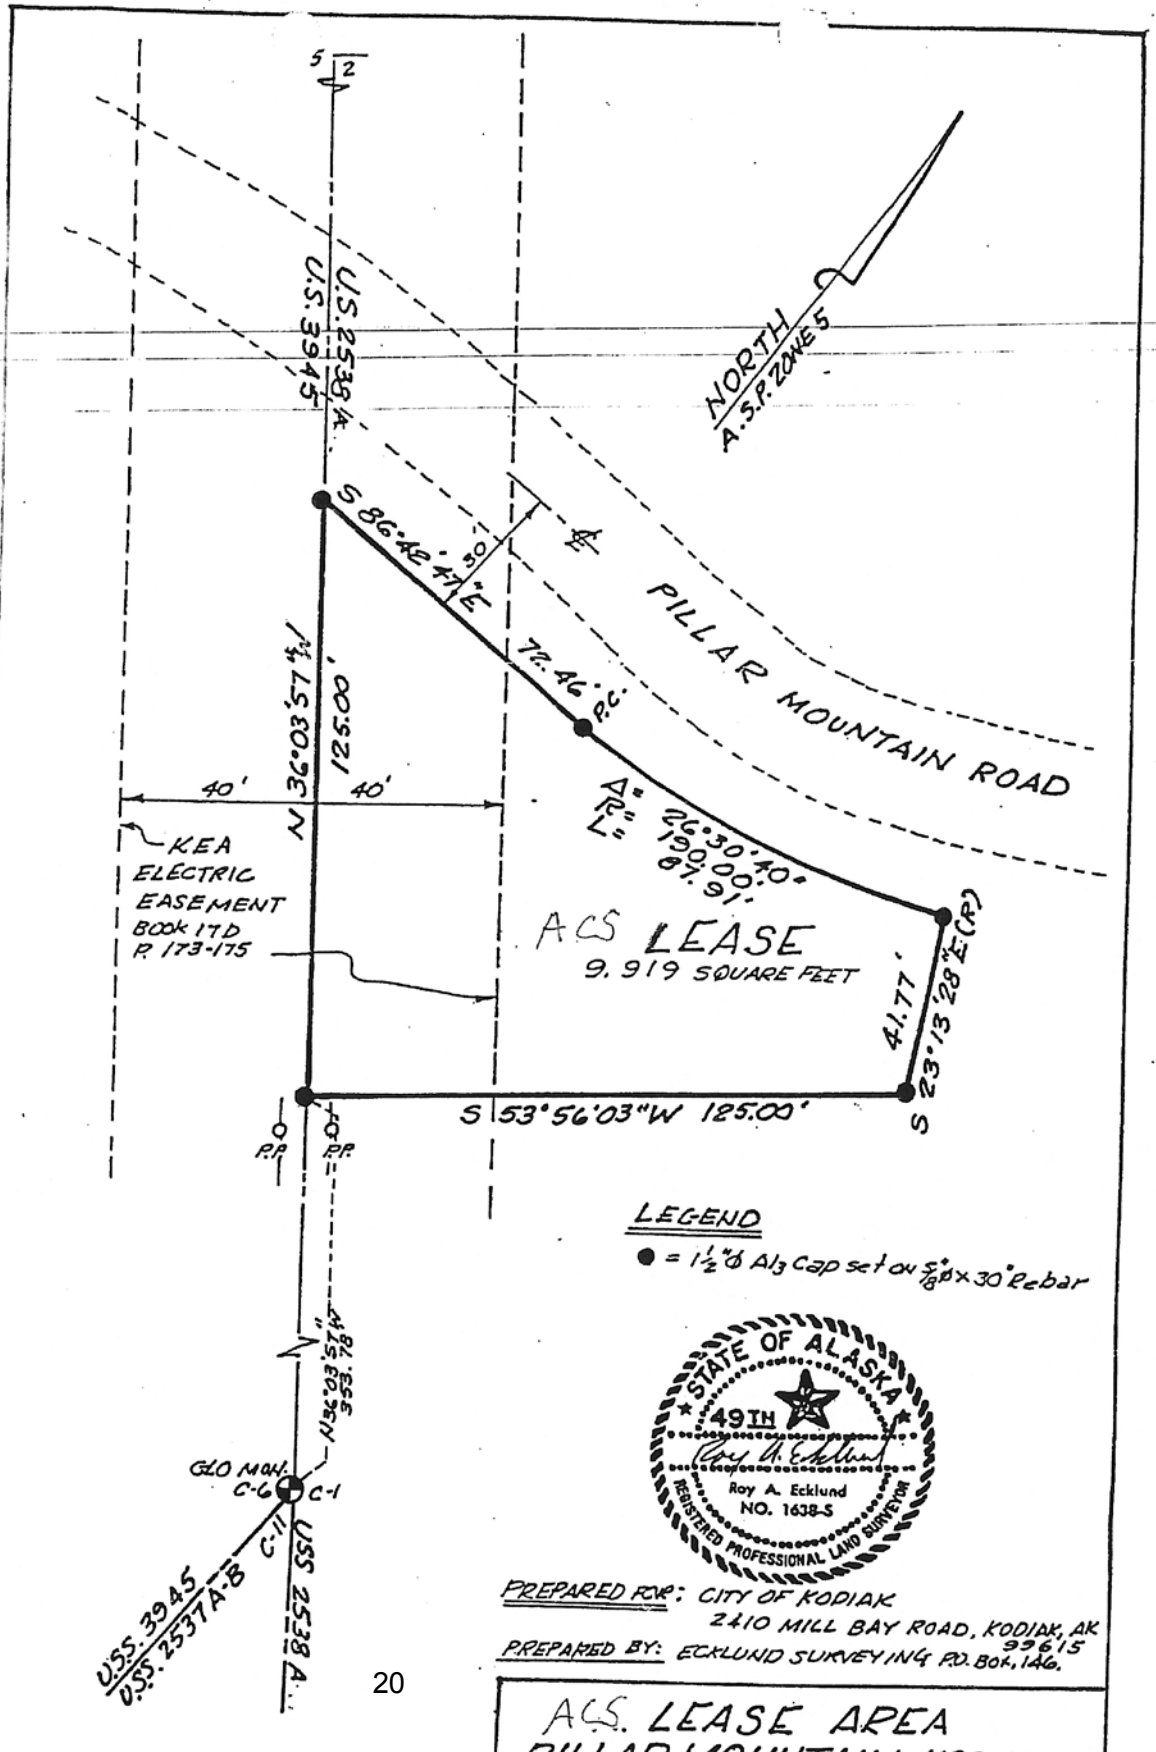 5 2
U.S. 2538 A
U.S. 3945
NORTH
A.S.P. ZONE 5
S 86°42'47"E
30'
72.46'
P.C.
PILLAR MOUNTAIN ROAD
N 36°03'57"W
125.00'
40' 40'
KEA
ELECTRIC
EASEMENT
BOOK 17D
P. 173-175
Δ = 26°30'40"
R = 190.00'
L = 87.91'
ACS LEASE
9.919 SQUARE FEET
41.77'
S 23°13'28"E (R)
S 53°56'03"W 125.00'
P.P. P.P.
LEGEND
● = 1½"Ø Al3 Cap set on 5/8"Ø x 30" Rebar
N36°03'57"W
353.78'
STATE OF ALASKA
49TH
Roy A. Ecklund
Roy A. Ecklund
NO. 1638-S
REGISTERED PROFESSIONAL LAND SURVEYOR
GLO MON.
C-6 C-1
C-11
USS 2538 A
U.S.S. 3945
U.S.S. 2537 A-B
PREPARED FOR: CITY OF KODIAK
2410 MILL BAY ROAD, KODIAK, AK
99615
PREPARED BY: ECKLUND SURVEYING P.O. BOX, 146.
20
ACS. LEASE AREA
PILLAR MOUNTAIN